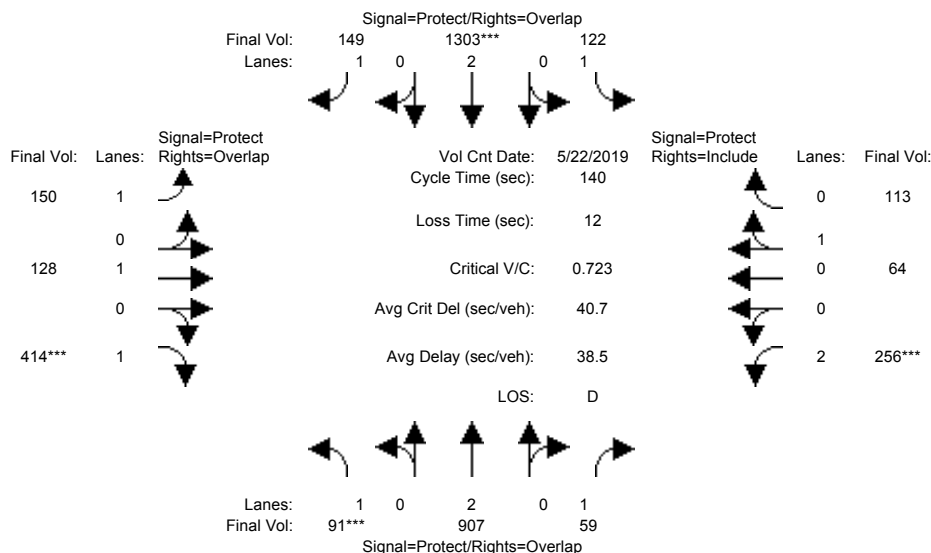 Signal=Protect/Rights=Overlap
Final Vol: 149 1303*** 122
Lanes: 1 0 2 0 1
Signal=Protect Signal=Protect
Final Vol: Lanes: Rights=Overlap Vol Cnt Date: 5/22/2019 Rights=Include Lanes: Final Vol:
Cycle Time (sec): 140
150 1 0 113
Loss Time (sec): 12
0 1
128 1 Critical V/C: 0.723 0 64
0 Avg Crit Del (sec/veh): 40.7 0
414*** 1 Avg Delay (sec/veh): 38.5 2 256***
LOS: D
Lanes: 1 0 2 0 1
Final Vol: 91*** 907 59
Signal=Protect/Rights=Overlap